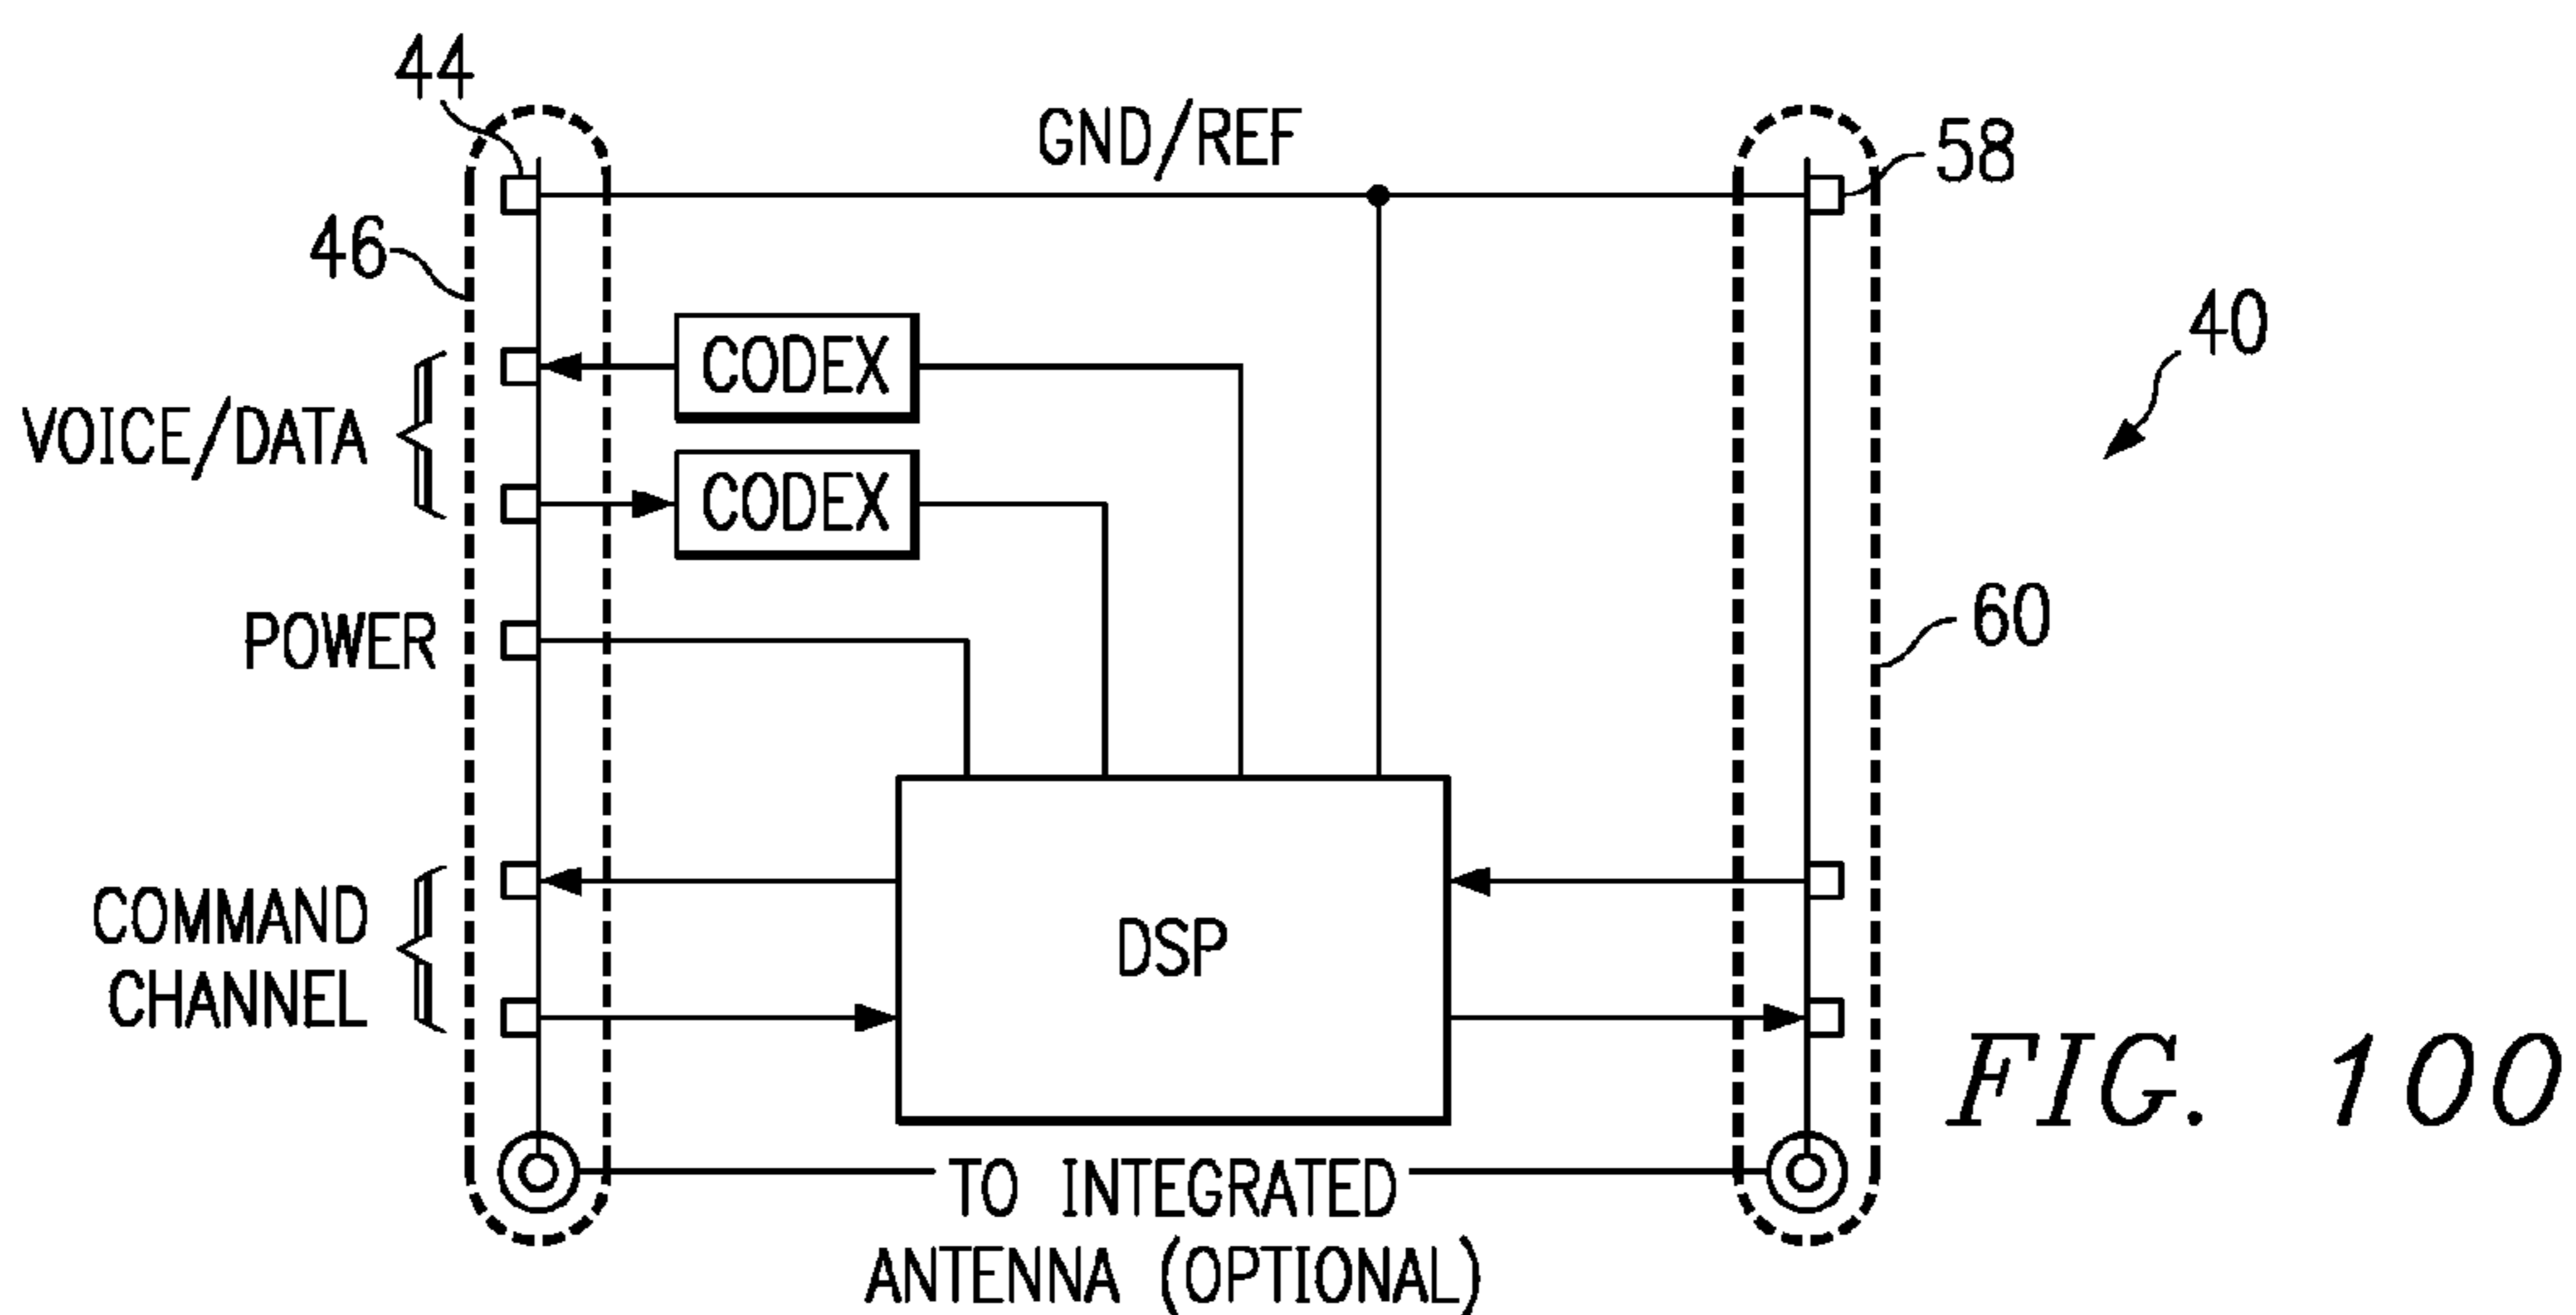 44
GND/REF
58
46
40
CODEX
VOICE/DATA
CODEX
POWER
60
COMMAND
CHANNEL
DSP
FIG. 100
TO INTEGRATED
ANTENNA (OPTIONAL)